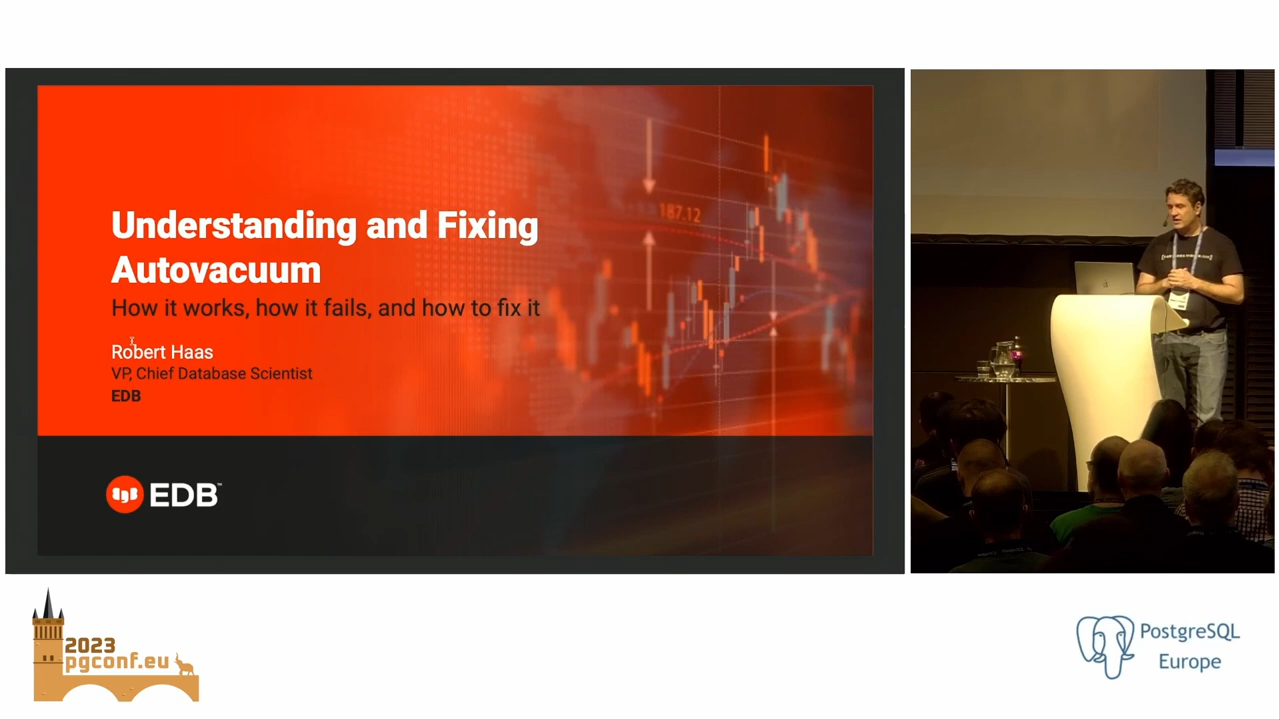 Understanding and Fixing
Autovacuum
How it works, how it fails, and how to fix it
Robert Haas
VP, Chief Database Scientist
EDB
EDB™
187.12
2023
pgconf.eu
PostgreSQL
Europe